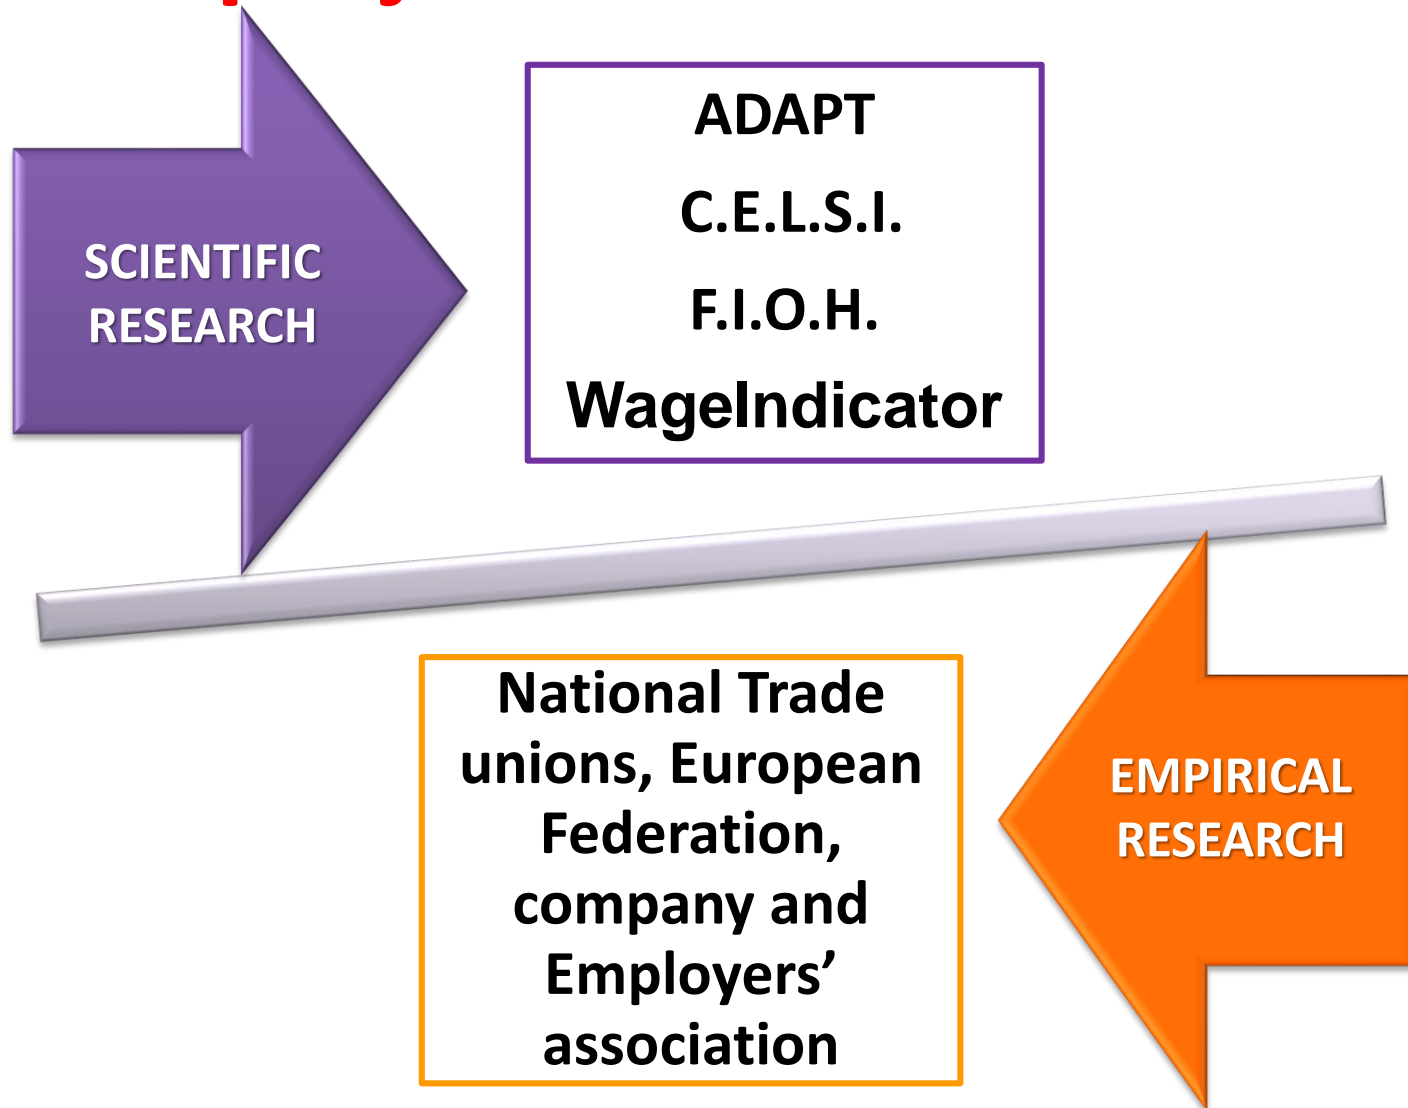 SCIENTIFIC
RESEARCH
ADAPT
C.E.L.S.I.
F.I.O.H.
WageIndicator
National Trade
unions, European
Federation,
company and
Employers’
association
EMPIRICAL
RESEARCH